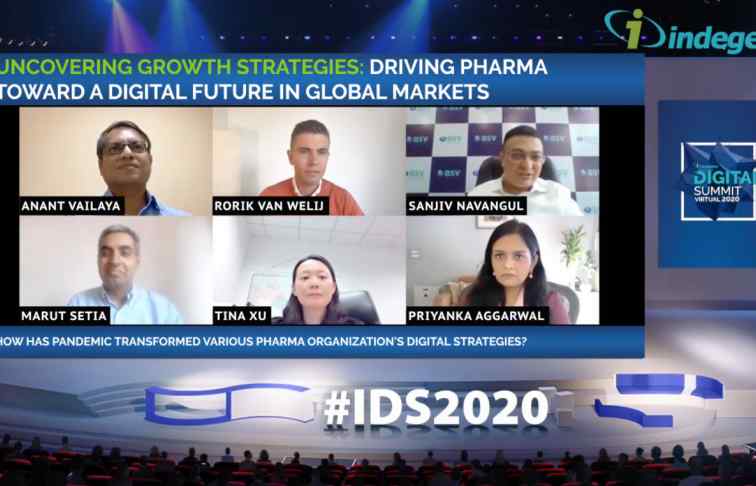 indege
UNCOVERING GROWTH STRATEGIES: DRIVING PHARMA
TOWARD A DIGITAL FUTURE IN GLOBAL MARKETS
BSV
ANANT VAILAYA
RORIK VAN WELIJ
SANJIV NAVANGUL
MARUT SETIA
TINA XU
PRIYANKA AGGARWAL
HOW HAS PANDEMIC TRANSFORMED VARIOUS PHARMA ORGANIZATION'S DIGITAL STRATEGIES?
DIGITAL
SUMMIT
VIRTUAL 2020
#IDS2020